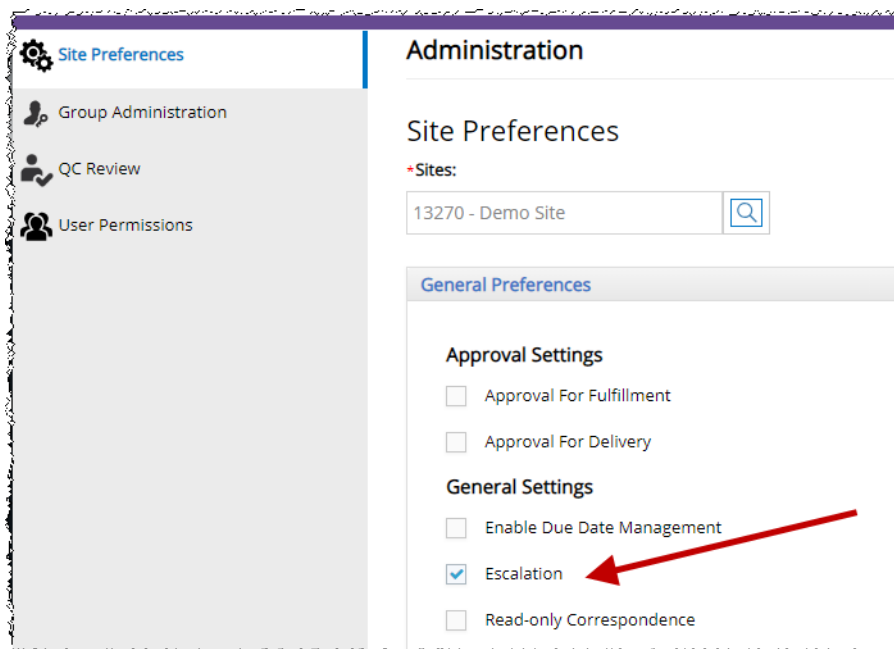 Site Preferences
Group Administration
QC Review
User Permissions
Administration
Site Preferences
*Sites:
13270 - Demo Site
General Preferences
Approval Settings
Approval For Fulfillment
Approval For Delivery
General Settings
Enable Due Date Management
Escalation
Read-only Correspondence